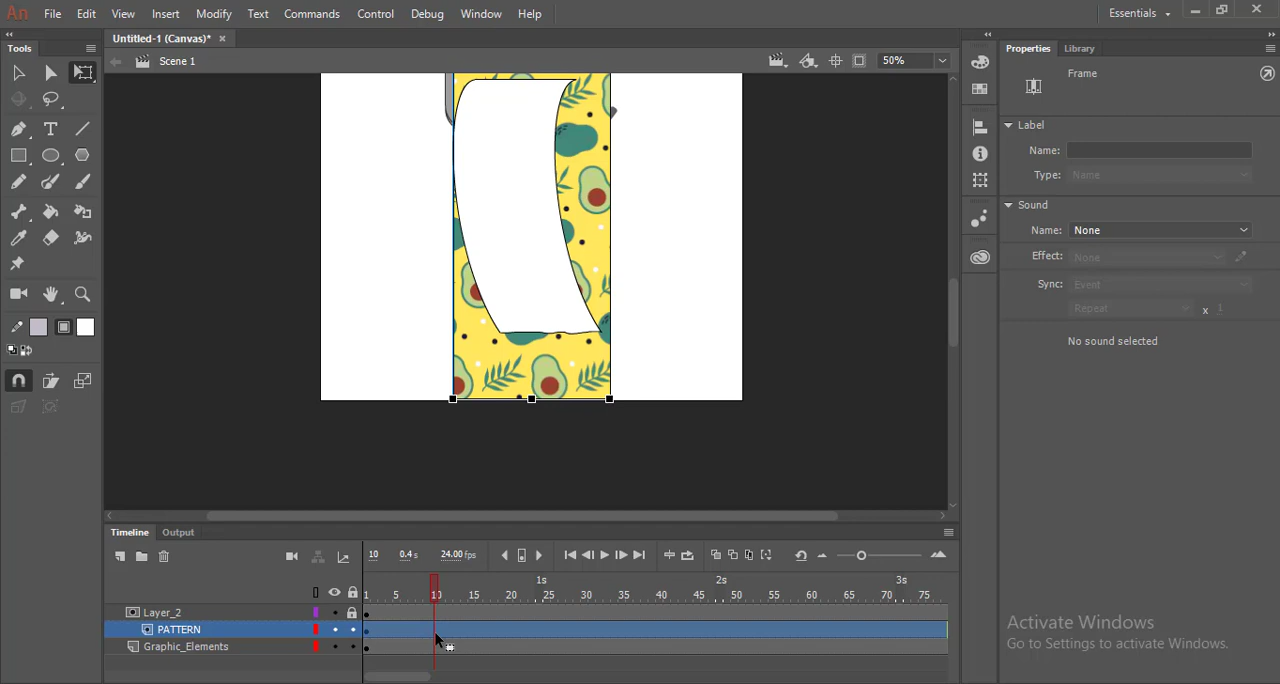 An File Edit View Insert Modify Text Commands Control Debug Window Help Essentials
Tools Untitled-1 (Canvas)* × Properties Library
Scene 1 50% Frame
Label
Name:
Type: Name
Sound
Name: None
Effect: None
Sync: Event
Repeat x 1
No sound selected
Timeline Output
10 0.4s 24.00 fps
1s 2s 3s
1 5 10 15 20 25 30 35 40 45 50 55 60 65 70 75
Layer_2
PATTERN
Graphic_Elements
Activate Windows
Go to Settings to activate Windows.